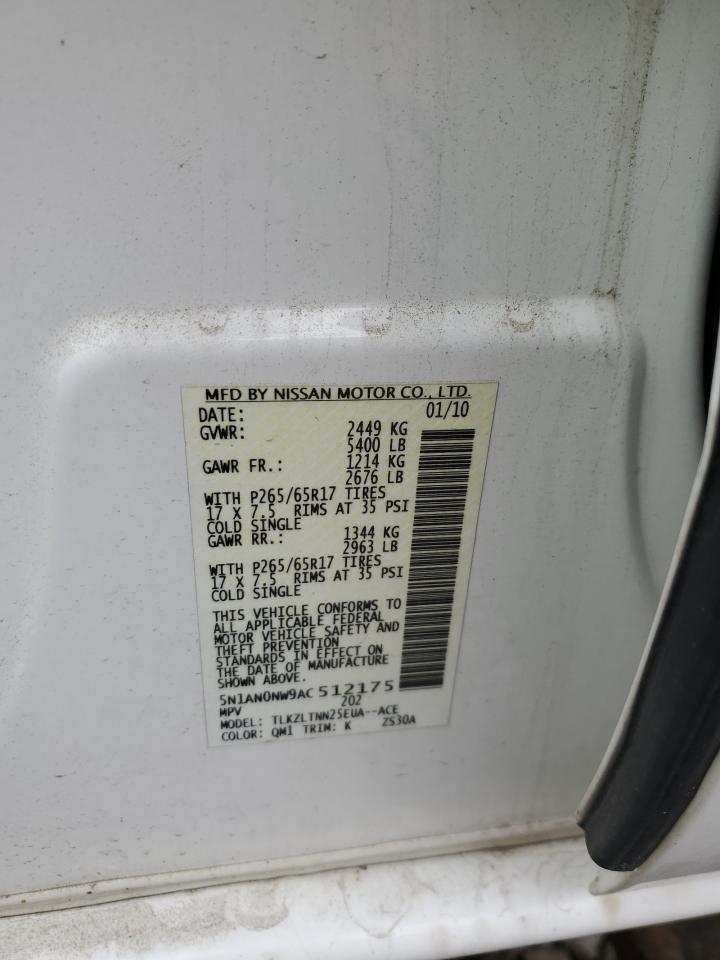 MFD BY NISSAN MOTOR CO., LTD.
DATE: 01/10
GVWR: 2449 KG
5400 LB
GAWR FR.: 1214 KG
2676 LB
WITH P265/65R17 TIRES
17 X 7.5 RIMS AT 35 PSI
COLD SINGLE
GAWR RR.: 1344 KG
2963 LB
WITH P265/65R17 TIRES
17 X 7.5 RIMS AT 35 PSI
COLD SINGLE
THIS VEHICLE CONFORMS TO
ALL APPLICABLE FEDERAL
MOTOR VEHICLE SAFETY AND
THEFT PREVENTION
STANDARDS IN EFFECT ON
THE DATE OF MANUFACTURE
SHOWN ABOVE.
5N1AN0NW9AC512175
MPV 202
MODEL: TLKZLTNN25EUA--ACE
COLOR: QM1 TRIM: K ZS30A